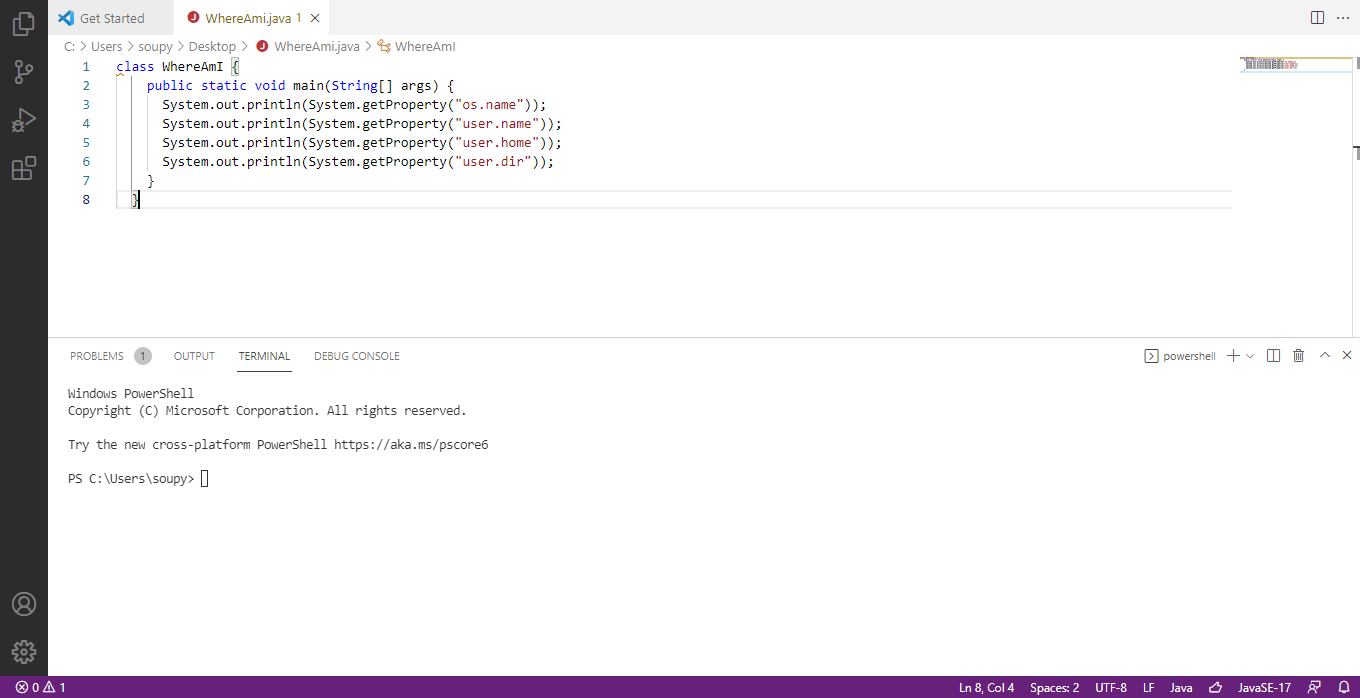 Get Started WhereAmi.java 1
C: > Users > soupy > Desktop > WhereAmi.java > WhereAmI
1 class WhereAmI {
2 public static void main(String[] args) {
3 System.out.println(System.getProperty("os.name"));
4 System.out.println(System.getProperty("user.name"));
5 System.out.println(System.getProperty("user.home"));
6 System.out.println(System.getProperty("user.dir"));
7 }
8 }
PROBLEMS 1 OUTPUT TERMINAL DEBUG CONSOLE powershell
Windows PowerShell
Copyright (C) Microsoft Corporation. All rights reserved.
Try the new cross-platform PowerShell https://aka.ms/pscore6
PS C:\Users\soupy>
0 1 Ln 8, Col 4 Spaces: 2 UTF-8 LF Java JavaSE-17